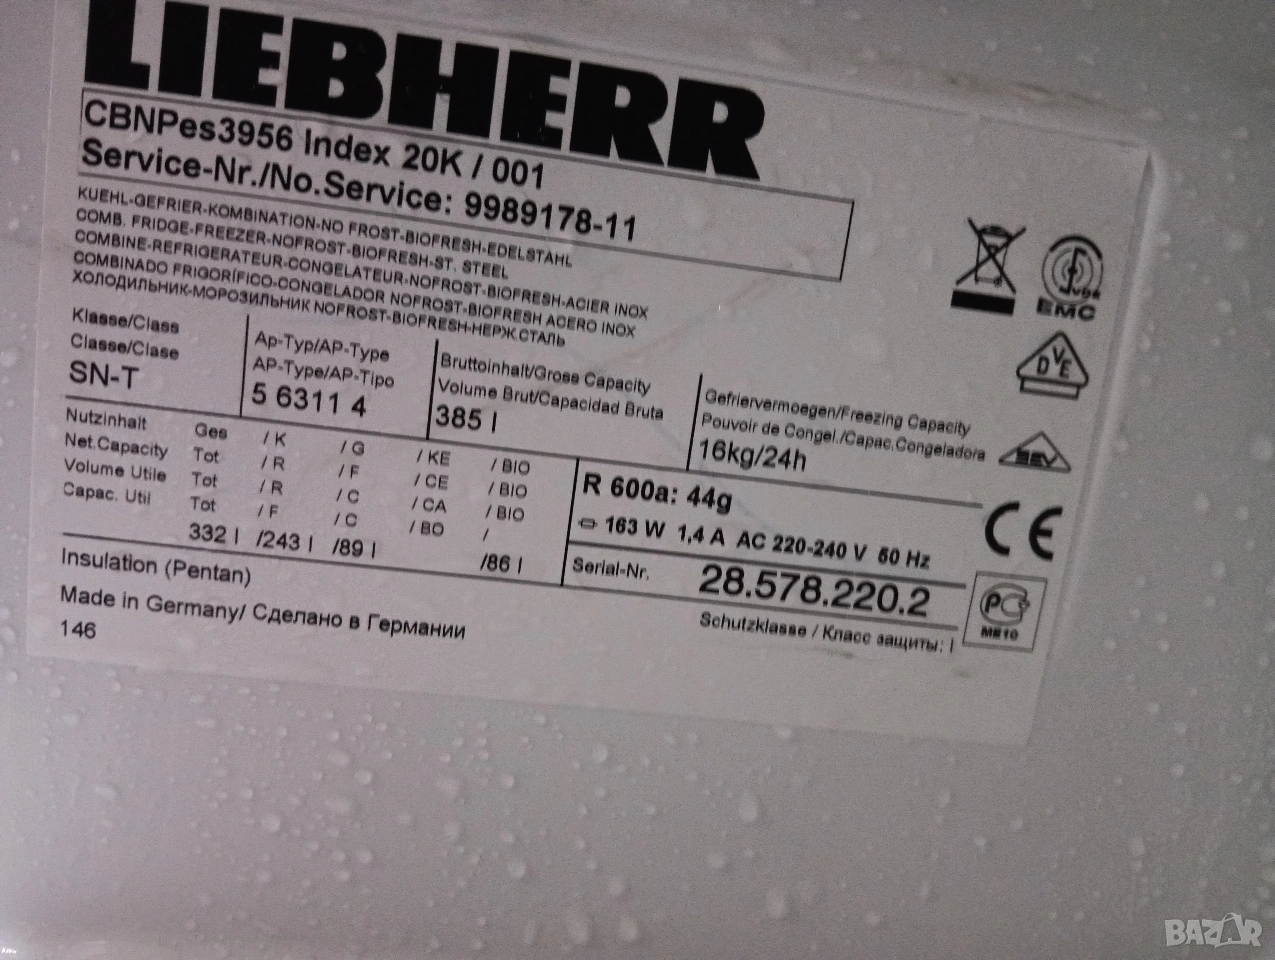 LIEBHERR
CBNPes3956 Index 20K / 001
Service-Nr./No.Service: 9989178-11
KUEHL-GEFRIER-KOMBINATION-NO FROST-BIOFRESH-EDELSTAHL
COMB. FRIDGE-FREEZER-NOFROST-BIOFRESH-ST. STEEL
COMBINE-REFRIGERATEUR-CONGELATEUR-NOFROST-BIOFRESH-ACIER INOX
COMBINADO FRIGORÍFICO-CONGELADOR NOFROST-BIOFRESH ACERO INOX
ХОЛОДИЛЬНИК-МОРОЗИЛЬНИК NOFROST-BIOFRESH-НЕРЖ.СТАЛЬ
Klasse/Class
Classe/Clase
SN-T
Ap-Typ/AP-Type
AP-Type/AP-Tipo
5 6311 4
Bruttoinhalt/Gross Capacity
Volume Brut/Capacidad Bruta
385 l
Gefriervermoegen/Freezing Capacity
Pouvoir de Congel./Capac.Congeladora
16kg/24h
Nutzinhalt Ges / K / G / KE / BIO
Net.Capacity Tot / R / F / CE / BIO
Volume Utile Tot / R / C / CA / BIO
Capac. Util Tot / F / C / BO /
332 l /243 l /89 l /86 l
R 600a: 44g
163 W 1,4 A AC 220-240 V 50 Hz
Serial-Nr. 28.578.220.2
Insulation (Pentan)
Schutzklasse / Класс защиты: I
Made in Germany/ Сделано в Германии
146
EMC
DVE
CE
РС
МЕ10
BAZAR